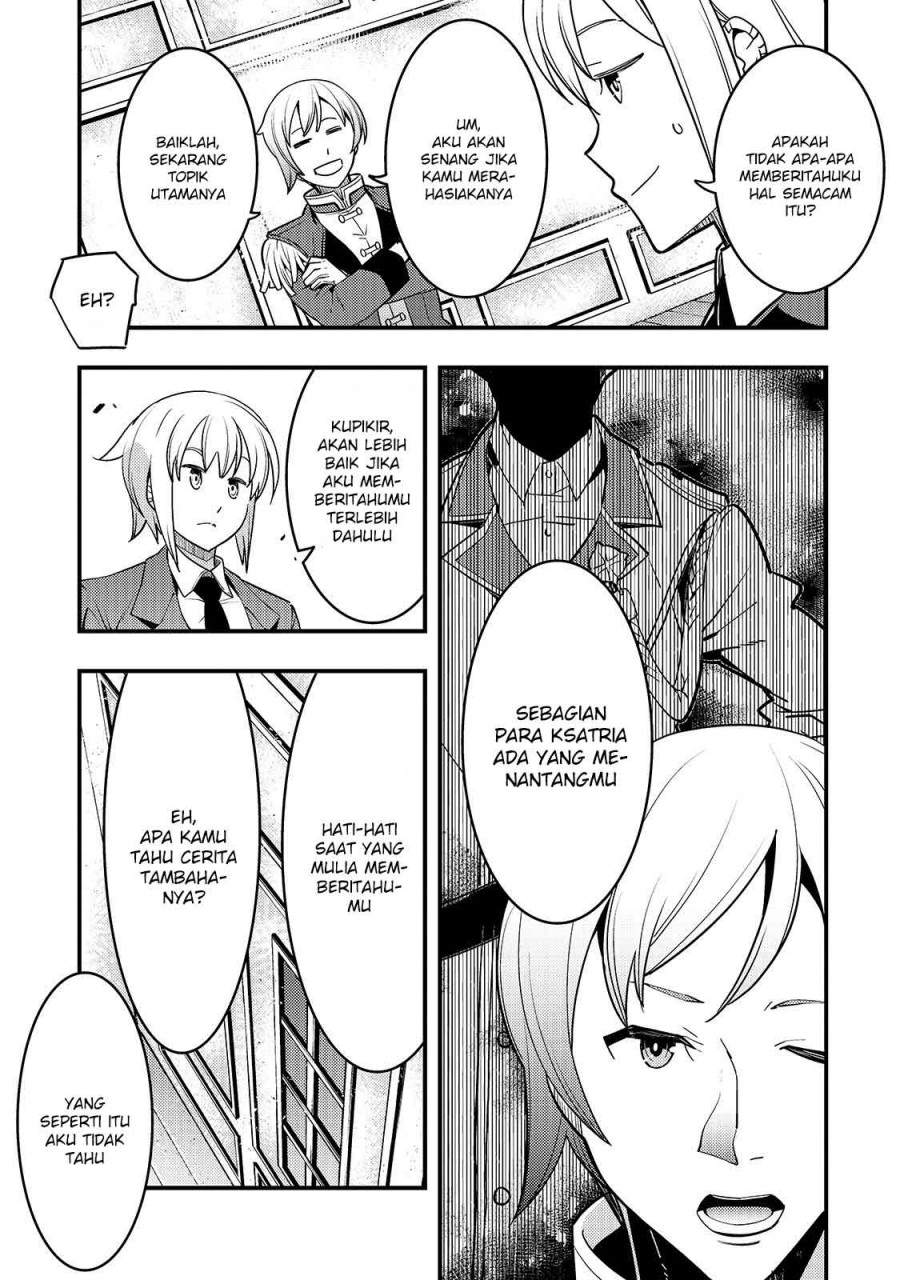 APAKAH
TIDAK APA-APA
MEMBERITAHUKU
HAL SEMACAM
ITU?
UM,
AKU AKAN
SENANG JIKA
KAMU MERA-
HASIAKANYA
BAIKLAH,
SEKARANG
TOPIK
UTAMANYA
EH?
SEBAGIAN
PARA KSATRIA
ADA YANG ME-
NANTANGMU
KUPIKIR,
AKAN LEBIH
BAIK JIKA
AKU MEM-
BERITAHUMU
TERLEBIH
DAHULU
HATI-HATI
SAAT YANG
MULIA MEM-
BERITAHU-
MU
EH,
APA KAMU
TAHU CERITA
TAMBAHA-
NYA?
YANG
SEPERTI ITU
AKU TIDAK
TAHU